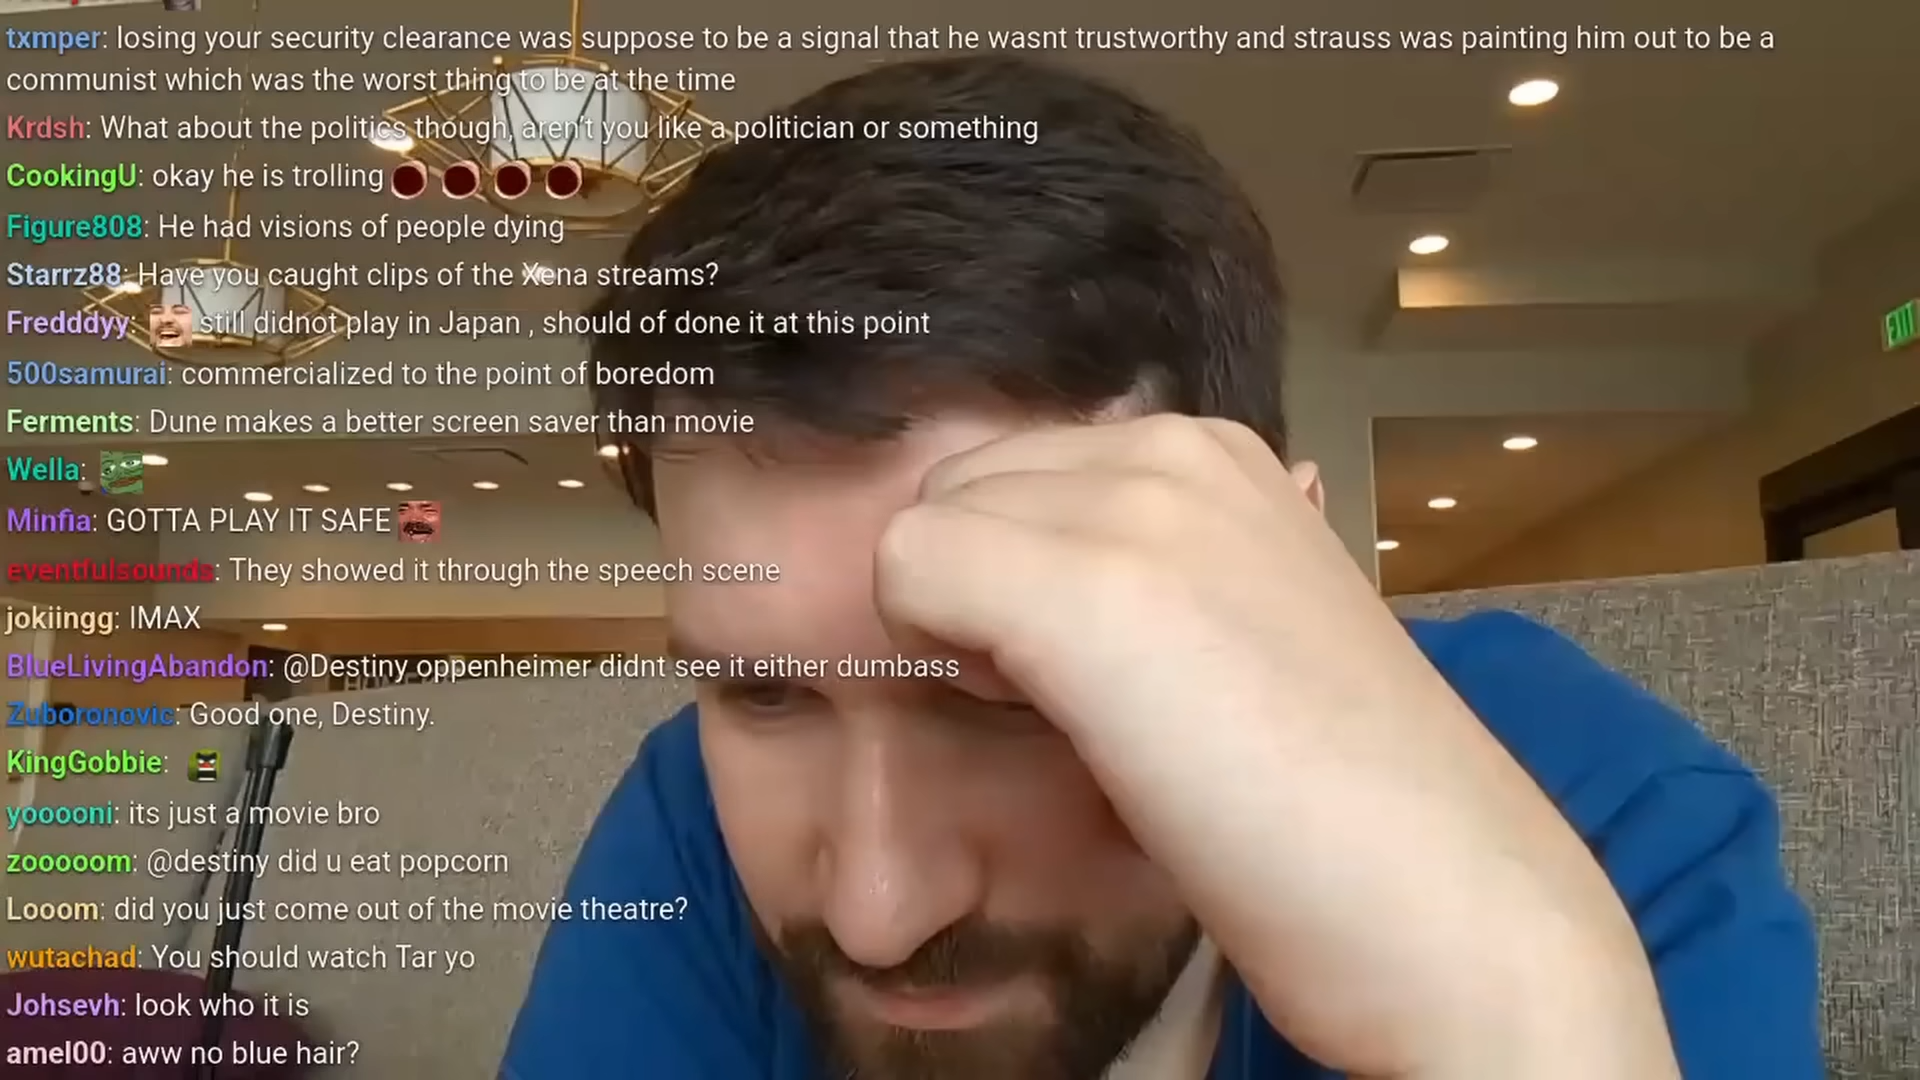 txmper: losing your security clearance was suppose to be a signal that he wasnt trustworthy and strauss was painting him out to be a
communist which was the worst thing to be at the time
Krdsh: What about the politics though, aren't you like a politician or something
CookingU: okay he is trolling
Figure808: He had visions of people dying
Starrz88: Have you caught clips of the Xena streams?
Fredddyy: still didnot play in Japan , should of done it at this point
500samurai: commercialized to the point of boredom
Ferments: Dune makes a better screen saver than movie
Wella:
Minfia: GOTTA PLAY IT SAFE
eventfulsounds: They showed it through the speech scene
jokiingg: IMAX
BlueLivingAbandon: @Destiny oppenheimer didnt see it either dumbass
Zuboronovic: Good one, Destiny.
KingGobbie:
yooooni: its just a movie bro
zooooom: @destiny did u eat popcorn
Looom: did you just come out of the movie theatre?
wutachad: You should watch Tar yo
Johsevh: look who it is
amel00: aww no blue hair?
EXIT